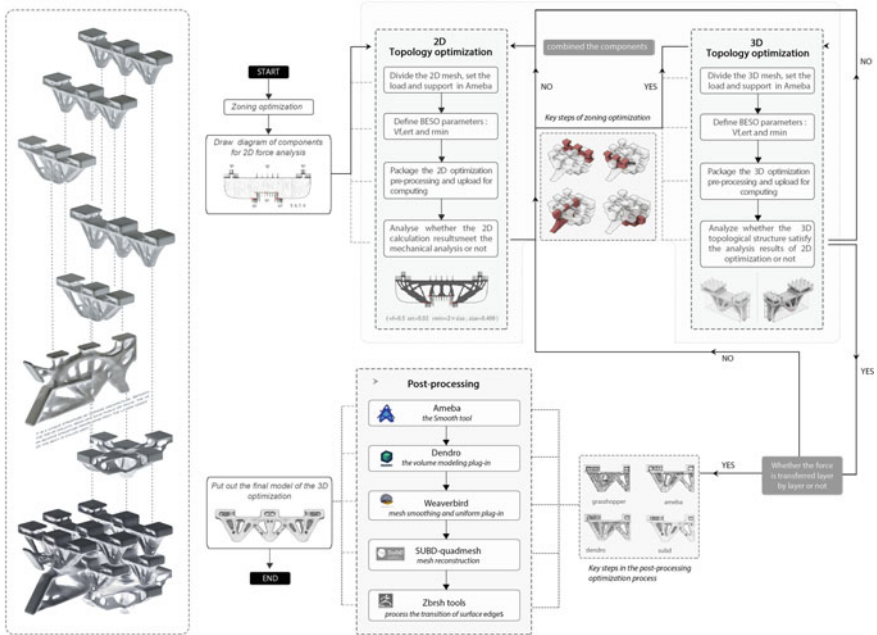 START
Zoning optimization
Draw diagram of components
for 2D force analysis
2D
Topology optimization
Divide the 2D mesh, set the
load and support in Ameba
Define BESO parameters :
Vf,ert and rmin
Package the 2D optimization
pre-processing and upload for
computing
Analyse whether the 2D
calculation resultsmeet the
mechanical analysis or not
combined the components
NO
YES
Key steps of zoning optimization
3D
Topology optimization
Divide the 3D mesh, set the
load and support in Ameba
Define BESO parameters :
Vf,ert and rmin
Package the 3D optimization
pre-processing and upload for
computing
Analyze whether the 3D
topological structure satisfy
the analysis results of 2D
optimization or not
NO
YES
NO
YES
Whether the force
is transferred layer
by layer or not
>
Post-processing
Ameba
the Smooth tool
Dendro
the volume modeling plug-in
Weaverbird
mesh smoothing and uniform plug-in
SUBD-quadmesh
mesh reconstruction
Zbrsh tools
process the transition of surface edges
grasshopper
ameba
dendro
subd
Key steps in the post-processing
optimization process
Put out the final model of the 3D
optimization
END